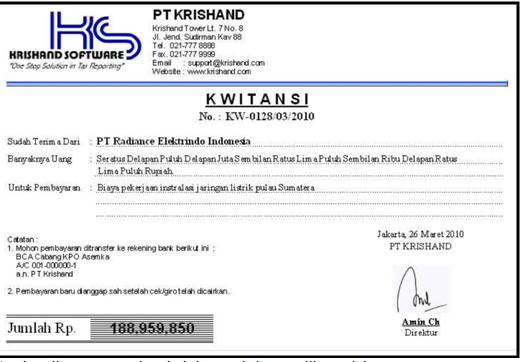 PT KRISHAND
Krishand Tower Lt. 7 No. 8
Jl. Jend. Sudirman Kav 88
Tel. 021-777 8888
Fax. 021-777 9999
Email : support@krishand.com
Website : www.krishand.com
KS
KRISHAND SOFTWARE
"One Stop Solution in Tax Reporting"
KWITANSI
No. : KW-0128/03/2010
Sudah Terima Dari : PT Radiance Elektrindo Indonesia
Banyaknya Uang : Seratus Delapan Puluh Delapan Juta Sembilan Ratus Lima Puluh Sembilan Ribu Delapan Ratus
Lima Puluh Rupiah.
Untuk Pembayaran : Biaya pekerjaan instralasi jaringan listrik pulau Sumatera
Jakarta, 26 Maret 2010
PT KRISHAND
Catatan :
1. Mohon pembayaran ditransfer ke rekening bank berikut ini :
BCA Cabang KPO Asemka
A/C 001-000000-1
a.n. PT Krishand
2. Pembayaran baru dianggap sah setelah cek/giro telah dicairkan.
Amin Ch
Direktur
Jumlah Rp. 188,959,850